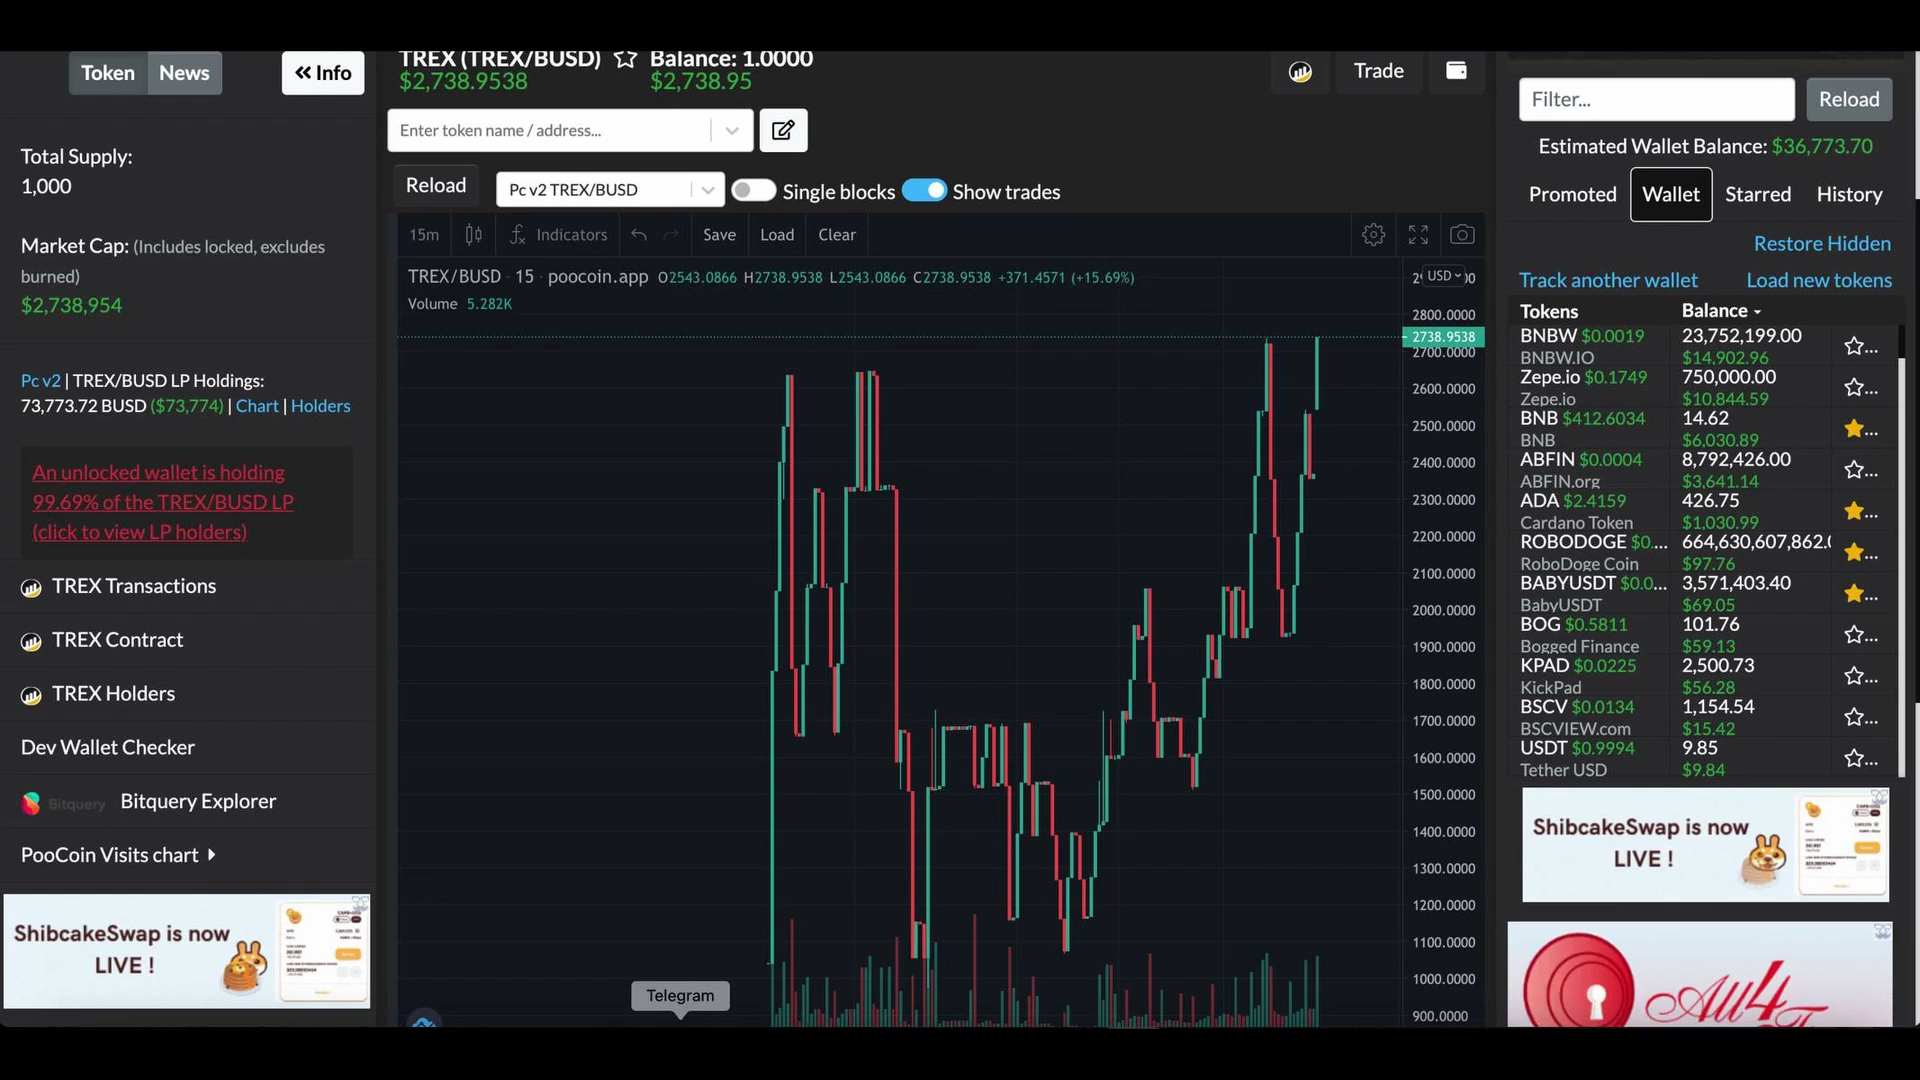 Token
News
Info
Total Supply:
1,000
Market Cap: (Includes locked, excludes
burned)
$2,738,954
Pc v2 | TREX/BUSD LP Holdings:
73,773.72 BUSD ($73,774) | Chart | Holders
An unlocked wallet is holding
99.69% of the TREX/BUSD LP
(click to view LP holders)
TREX Transactions
TREX Contract
TREX Holders
Dev Wallet Checker
Bitquery Bitquery Explorer
PooCoin Visits chart
ShibcakeSwap is now
LIVE !
TREX (TREX/BUSD) Balance: 1.0000
$2,738.9538 $2,738.95
Trade
Enter token name / address...
Reload
Pc v2 TREX/BUSD
Single blocks
Show trades
15m
Indicators
Save
Load
Clear
TREX/BUSD · 15 · poocoin.app O2543.0866 H2738.9538 L2543.0866 C2738.9538 +371.4571 (+15.69%)
Volume 5.282K
USD
2800.0000
2738.9538
2700.0000
2600.0000
2500.0000
2400.0000
2300.0000
2200.0000
2100.0000
2000.0000
1900.0000
1800.0000
1700.0000
1600.0000
1500.0000
1400.0000
1300.0000
1200.0000
1100.0000
1000.0000
900.0000
Telegram
Filter...
Reload
Estimated Wallet Balance: $36,773.70
Promoted
Wallet
Starred
History
Restore Hidden
Track another wallet
Load new tokens
Tokens Balance
BNBW $0.0019 23,752,199.00
BNBW.IO $14,902.96
Zepe.io $0.1749 750,000.00
Zepe.io $10,844.59
BNB $412.6034 14.62
BNB $6,030.89
ABFIN $0.0004 8,792,426.00
ABFIN.org $3,641.14
ADA $2.4159 426.75
Cardano Token $1,030.99
ROBODOGE $0.... 664,630,607,862.
RoboDoge Coin $97.76
BABYUSDT $0.0... 3,571,403.40
BabyUSDT $69.05
BOG $0.5811 101.76
Bogged Finance $59.13
KPAD $0.0225 2,500.73
KickPad $56.28
BSCV $0.0134 1,154.54
BSCVIEW.com $15.42
USDT $0.9994 9.85
Tether USD $9.84
ShibcakeSwap is now
LIVE !
All4